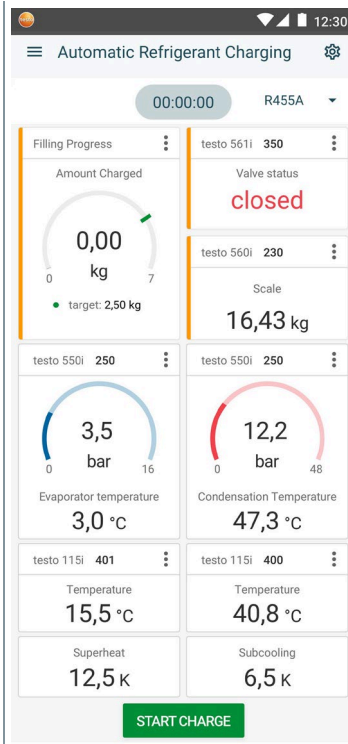 12:30
Automatic Refrigerant Charging
00:00:00 R455A
Filling Progress
Amount Charged
0,00
kg
0 7
target: 2,50 kg
testo 561i 350
Valve status
closed
testo 560i 230
Scale
16,43 kg
testo 550i 250
3,5
bar
0 16
Evaporator temperature
3,0 °C
testo 550i 250
12,2
bar
0 48
Condensation Temperature
47,3 °C
testo 115i 401
Temperature
15,5 °C
testo 115i 400
Temperature
40,8 °C
Superheat
12,5 K
Subcooling
6,5 K
START CHARGE